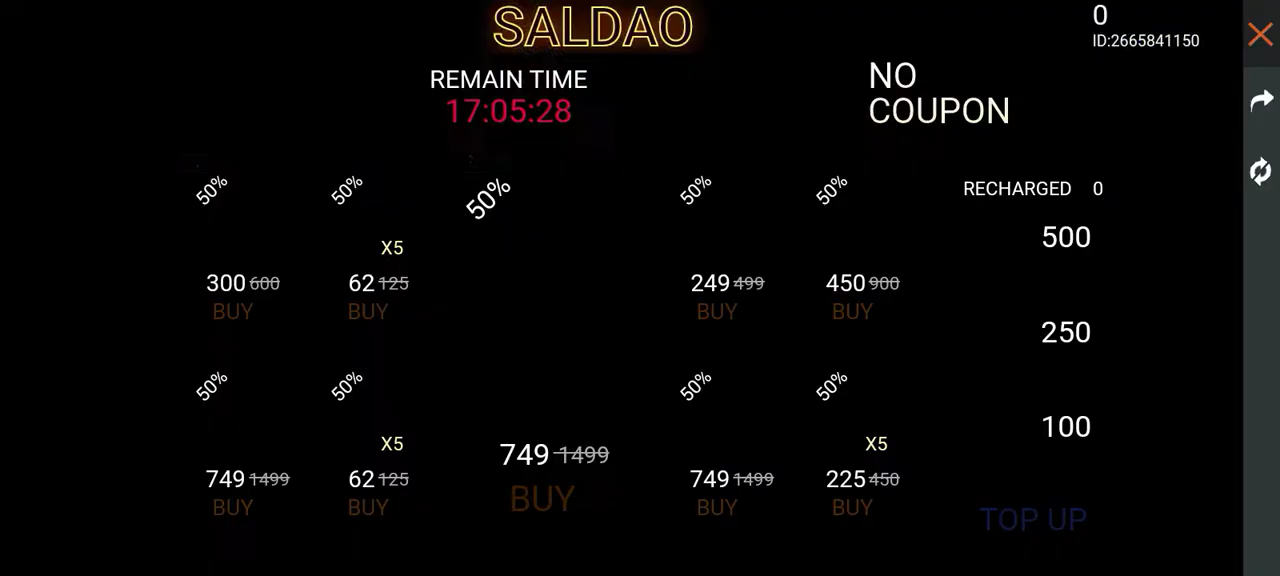 SALDAO
0
ID:2665841150
REMAIN TIME
17:05:28
NO
COUPON
50%
50%
50%
50%
50%
RECHARGED 0
500
X5
300 600
62 125
249 499
450 900
BUY
BUY
BUY
BUY
250
50%
50%
50%
50%
100
X5
X5
749 1499
749 1499
62 125
749 1499
225 450
BUY
BUY
BUY
BUY
BUY
TOP UP